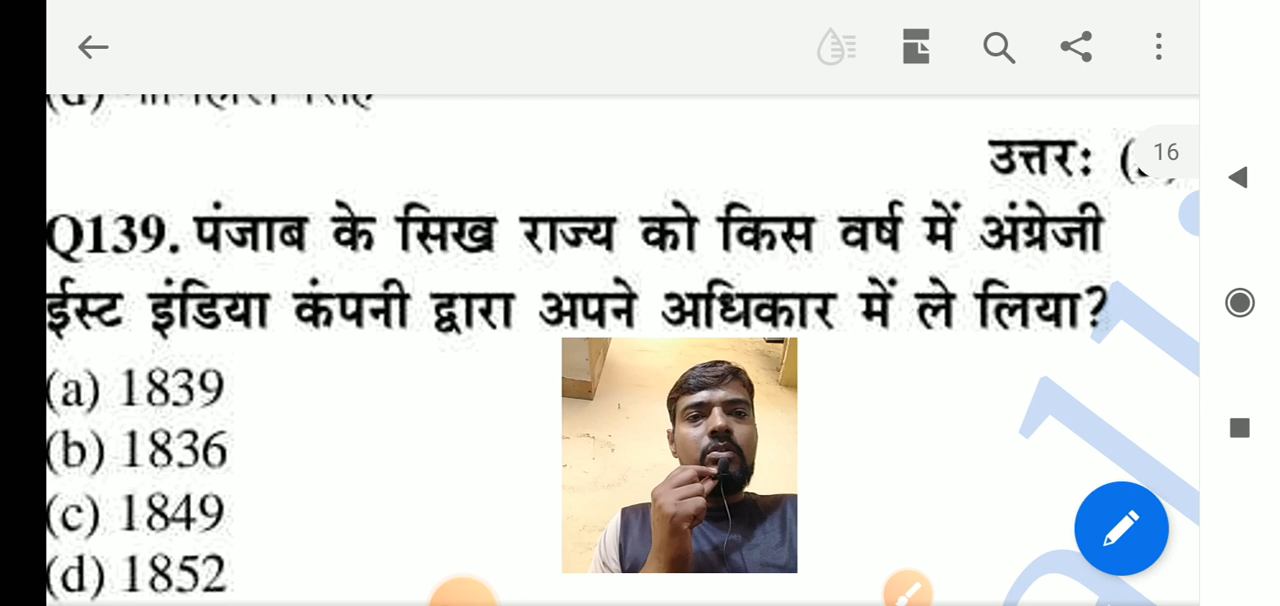 उत्तरः
16
Q139. पंजाब के सिख राज्य को किस वर्ष में अंग्रेजी
ईस्ट इंडिया कंपनी द्वारा अपने अधिकार में ले लिया?
(a) 1839
(b) 1836
(c) 1849
(d) 1852